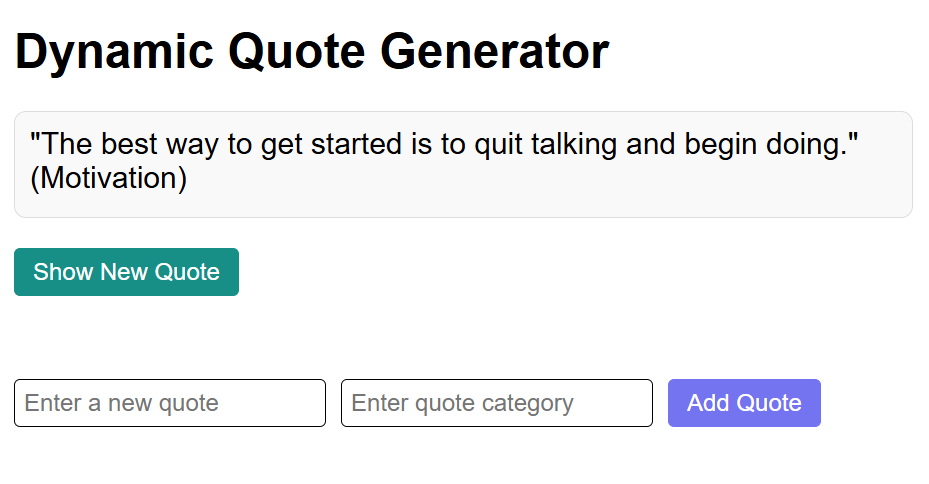 Dynamic Quote Generator
"The best way to get started is to quit talking and begin doing."
(Motivation)
Show New Quote
Enter a new quote
Enter quote category
Add Quote